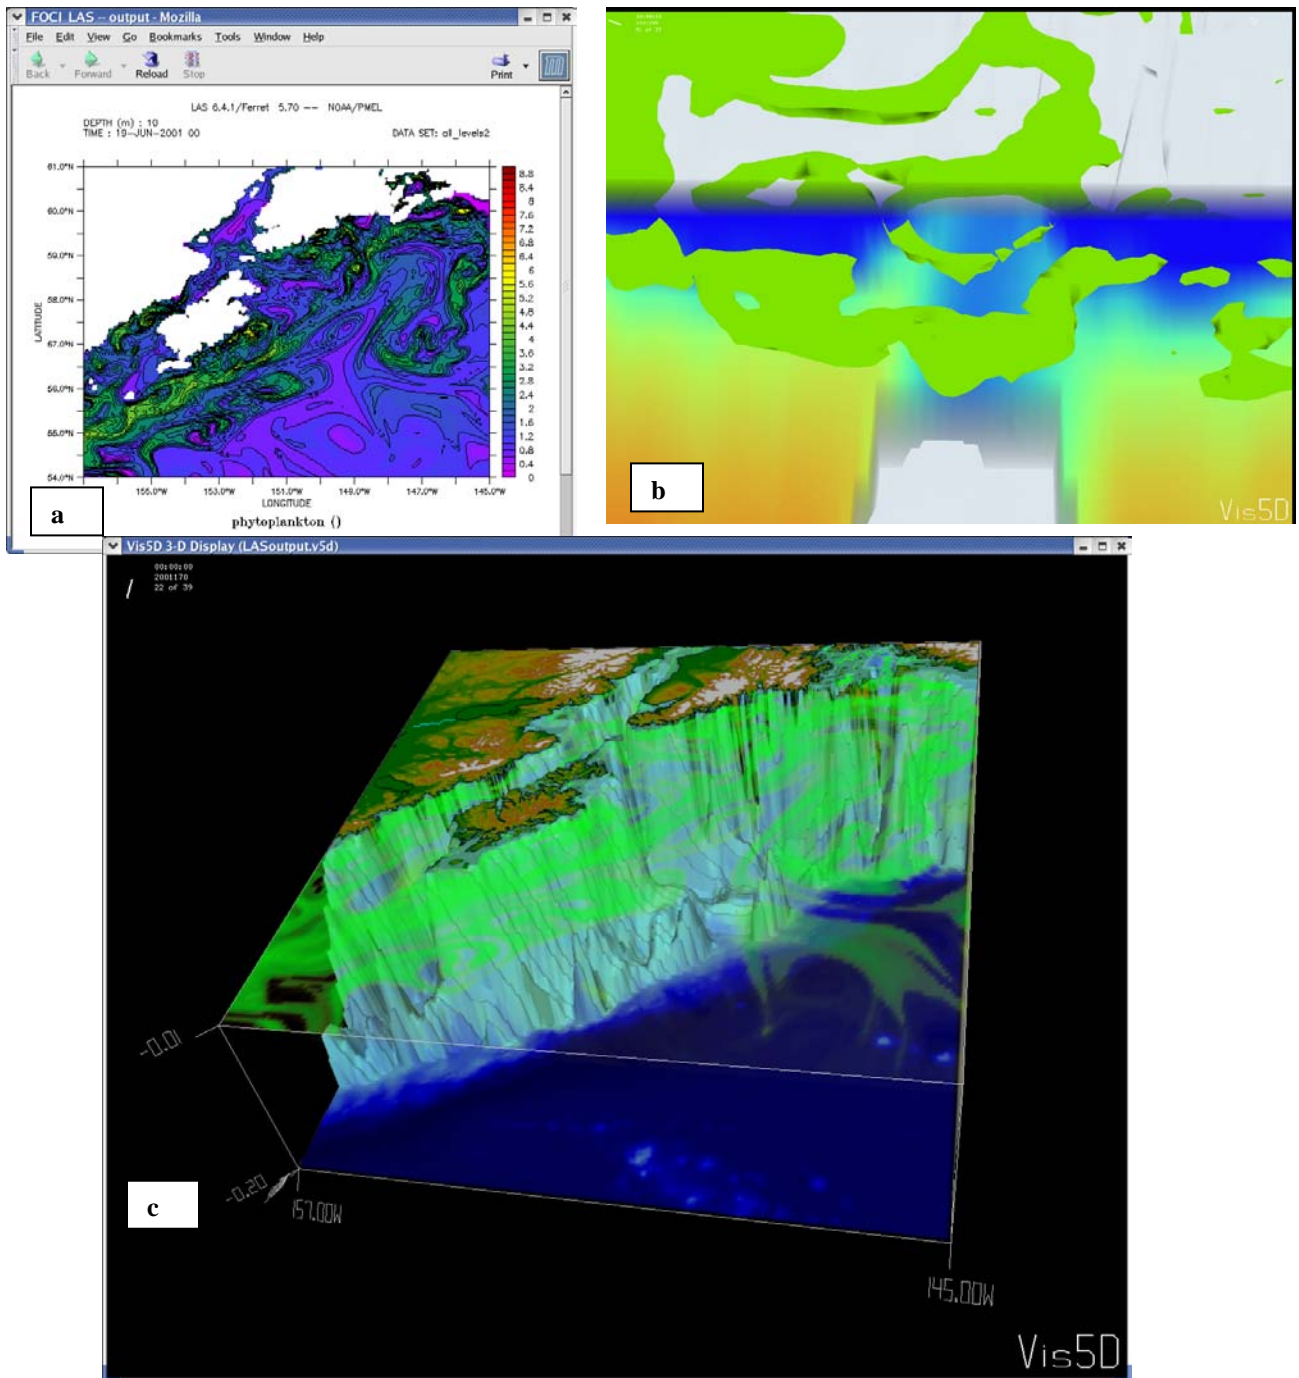 FOCI LAS -- output - Mozilla
File Edit View Go Bookmarks Tools Window Help
Back Forward Reload Stop Print
LAS 6.4.1/Ferret 5.70 -- NOAA/PMEL
DEPTH (m) : 10
TIME : 19-JUN-2001 00
DATA SET: all_levels2
61.0°N
60.0°N
59.0°N
58.0°N
57.0°N
56.0°N
55.0°N
54.0°N
LATITUDE
8.8
8.4
8
7.6
7.2
6.8
6.4
6
5.6
5.2
4.8
4.4
4
3.6
3.2
2.8
2.4
2
1.6
1.2
0.8
0.4
0
155.0°W 153.0°W 151.0°W 149.0°W 147.0°W 145.0°W
LONGITUDE
phytoplankton ()
a
b
Vis5D
Vis5D 3-D Display (LASoutput.v5d)
00:00:00
2001170
22 of 39
-0.01
-0.20
157.00W
145.00W
c
Vis5D